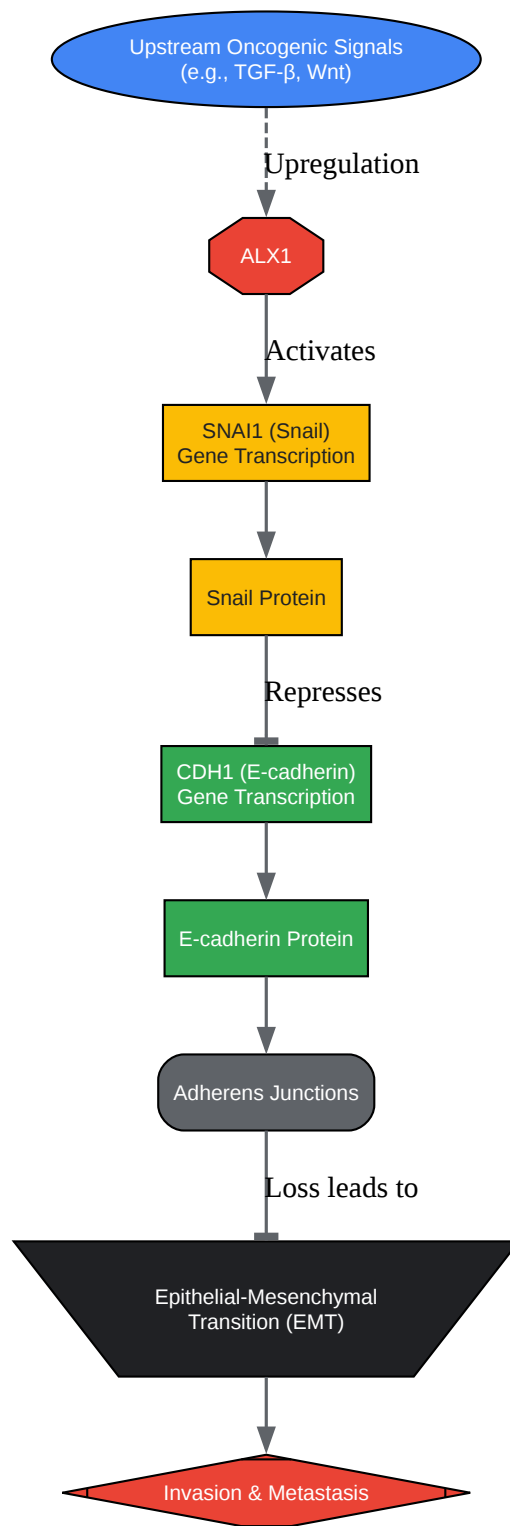 Upstream Oncogenic Signals
(e.g., TGF-β, Wnt)
Upregulation
ALX1
Activates
SNAI1 (Snail)
Gene Transcription
Snail Protein
Represses
CDH1 (E-cadherin)
Gene Transcription
E-cadherin Protein
Adherens Junctions
Loss leads to
Epithelial-Mesenchymal
Transition (EMT)
Invasion & Metastasis